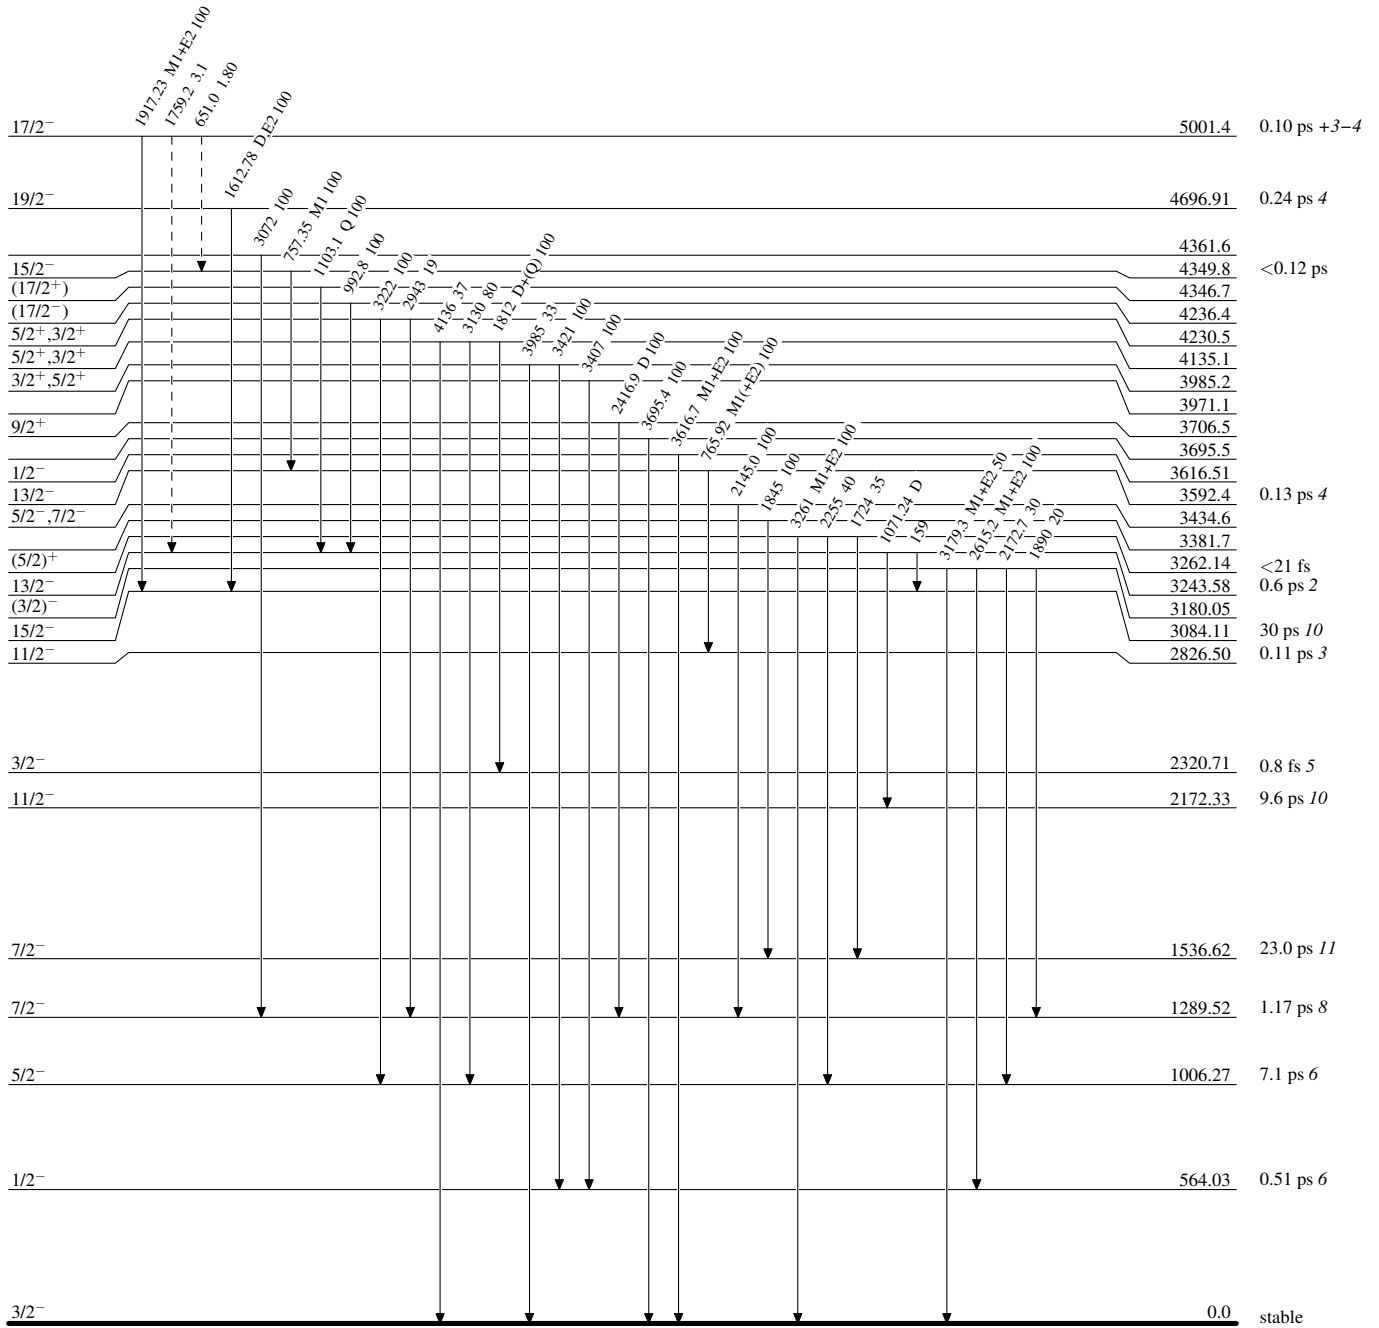 1917.23 M1+E2 100
1759.2 3.1
651.0 1.80
1612.78 D,E2 100
3072 100
757.35 M1 100
1103.1 Q 100
992.8 100
3222 100
2943 19
4136 37
3130 80
1812 D+(Q) 100
3985 33
3421 100
3407 100
2416.9 D 100
3695.4 100
3616.7 M1+E2 100
765.92 M1(+E2) 100
2145.0 100
1845 100
3261 M1+E2 100
2255 40
1724 35
1071.24 D
159
3179.3 M1+E2 50
2615.2 M1+E2 100
2172.7 30
1890 20
17/2⁻ 5001.4 0.10 ps +3−4
19/2⁻ 4696.91 0.24 ps 4
4361.6
15/2⁻ 4349.8 <0.12 ps
(17/2⁺) 4346.7
(17/2⁻) 4236.4
5/2⁺,3/2⁺ 4230.5
5/2⁺,3/2⁺ 4135.1
3/2⁺,5/2⁺ 3985.2
3971.1
9/2⁺ 3706.5
3695.5
1/2⁻ 3616.51
13/2⁻ 3592.4 0.13 ps 4
5/2⁻,7/2⁻ 3434.6
3381.7
(5/2)⁺ 3262.14 <21 fs
13/2⁻ 3243.58 0.6 ps 2
(3/2)⁻ 3180.05
15/2⁻ 3084.11 30 ps 10
11/2⁻ 2826.50 0.11 ps 3
3/2⁻ 2320.71 0.8 fs 5
11/2⁻ 2172.33 9.6 ps 10
7/2⁻ 1536.62 23.0 ps 11
7/2⁻ 1289.52 1.17 ps 8
5/2⁻ 1006.27 7.1 ps 6
1/2⁻ 564.03 0.51 ps 6
3/2⁻ 0.0 stable